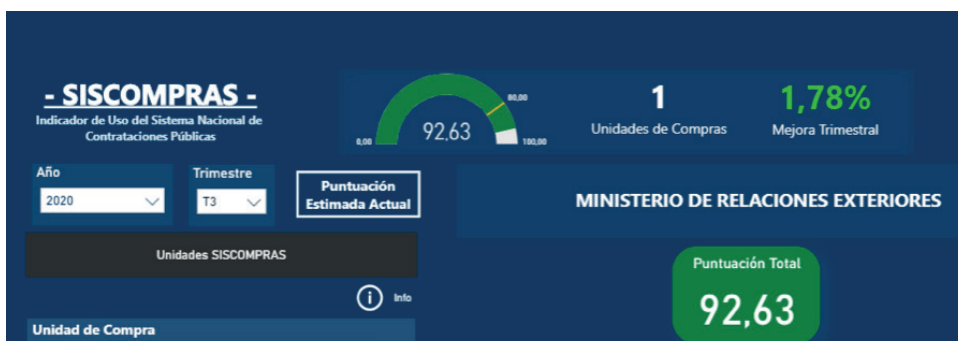 - SISCOMPRAS -
Indicador de Uso del Sistema Nacional de
Contrataciones Públicas
0,00
92,63
80,00
100,00
1
Unidades de Compras
1,78%
Mejora Trimestral
Año
2020
Trimestre
T3
Puntuación
Estimada Actual
MINISTERIO DE RELACIONES EXTERIORES
Unidades SISCOMPRAS
Puntuación Total
92,63
i Info
Unidad de Compra